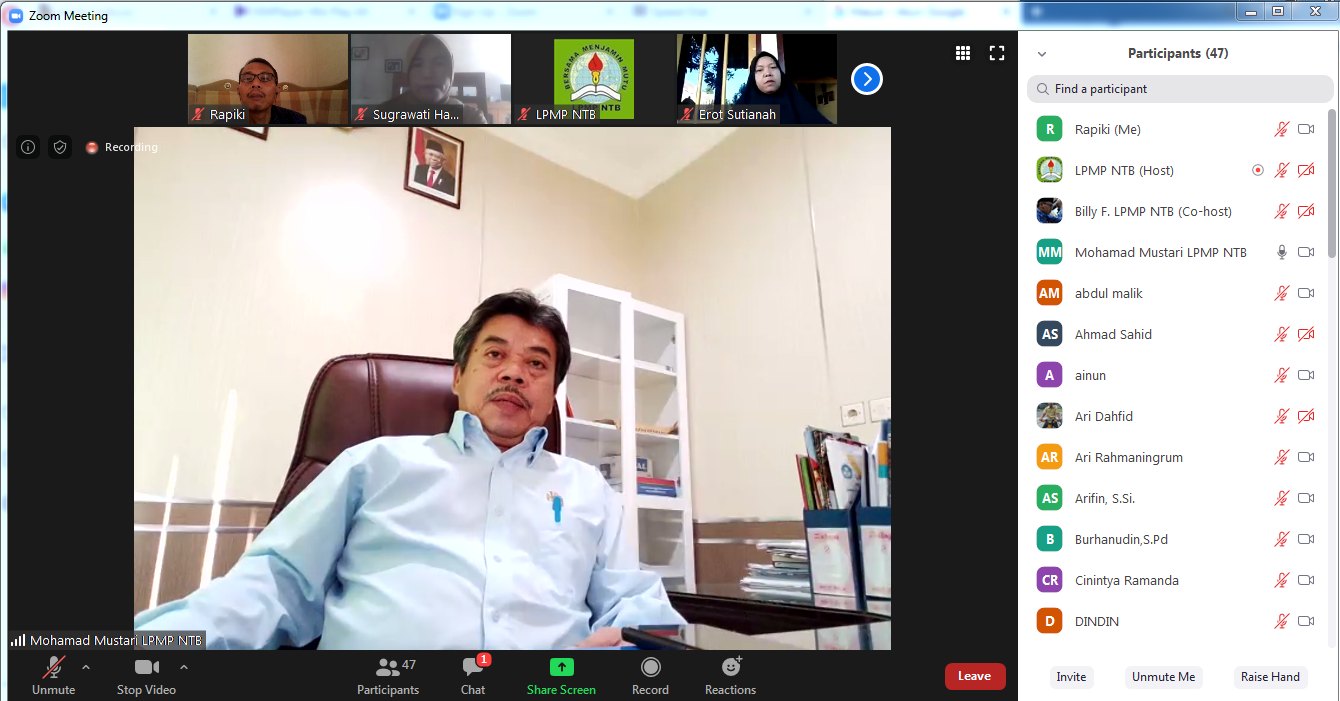 Zoom Meeting
Rapiki
Sugrawati Ha...
BERSAMA MENJAMIN MUTU
LPMP NTB
LPMP NTB
Erot Sutianah
Recording
Mohamad Mustari LPMP NTB
Unmute
Stop Video
47
Participants
1
Chat
Share Screen
Record
Reactions
Leave
Participants (47)
Find a participant
R Rapiki (Me)
LPMP NTB (Host)
Billy F. LPMP NTB (Co-host)
MM Mohamad Mustari LPMP NTB
AM abdul malik
AS Ahmad Sahid
A ainun
Ari Dahfid
AR Ari Rahmaningrum
AS Arifin, S.Si.
B Burhanudin,S.Pd
CR Cinintya Ramanda
D DINDIN
Invite
Unmute Me
Raise Hand